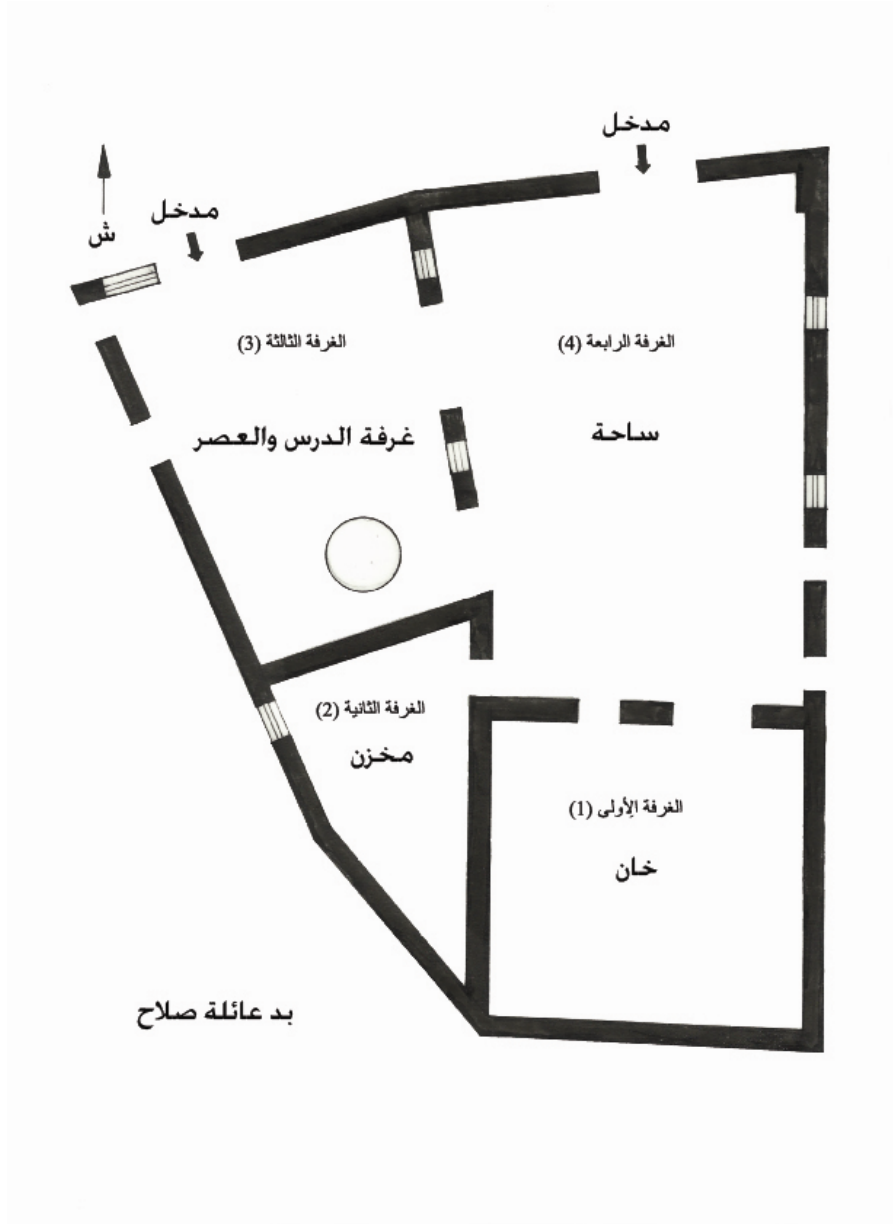 مدخل
مدخل
ش
الغرفة الثالثة (3)
الغرفة الرابعة (4)
غرفة الدرس والعصر
ساحة
الغرفة الثانية (2)
مخزن
الغرفة الأولى (1)
خان
بد عائلة صلاح